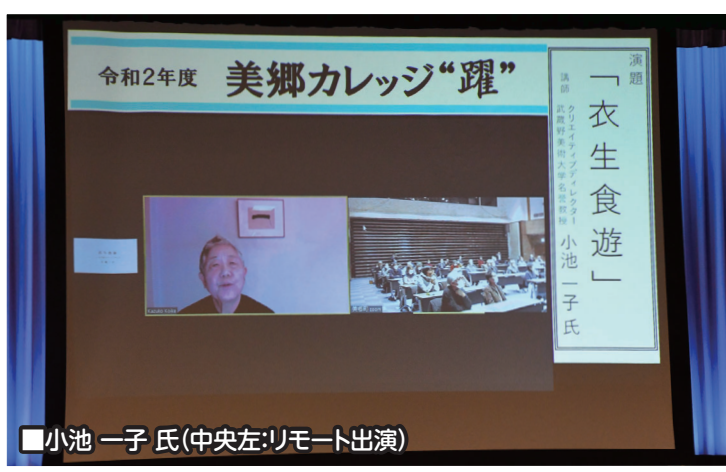 令和2年度 美郷カレッジ“躍”
演題
「衣生食遊」
講師
クリエイティブディレクター
武蔵野美術大学名誉教授
小池 一子 氏
■小池 一子 氏(中央左:リモート出演)